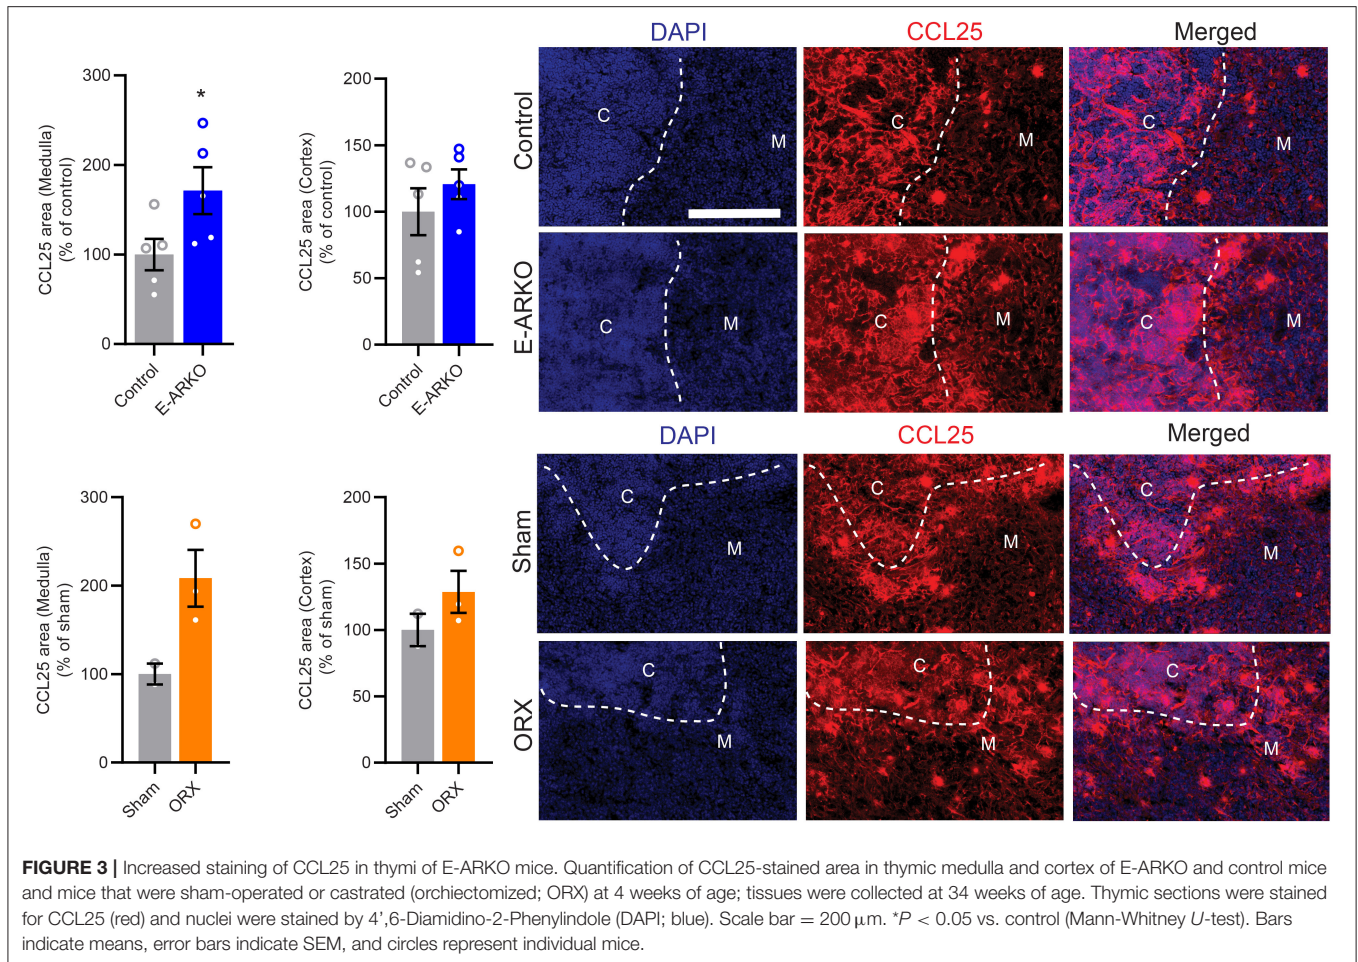 DAPI CCL25 Merged
300
200
100
0
CCL25 area (Medulla)
(% of control)
*
Control
E-ARKO
200
150
100
50
0
CCL25 area (Cortex)
(% of control)
Control
E-ARKO
Control
C
M
C
M
C
M
E-ARKO
C
M
C
M
C
M
DAPI CCL25 Merged
300
200
100
0
CCL25 area (Medulla)
(% of sham)
Sham
ORX
200
150
100
50
0
CCL25 area (Cortex)
(% of sham)
Sham
ORX
Sham
C
M
C
M
C
M
ORX
C
M
C
M
C
M
FIGURE 3 | Increased staining of CCL25 in thymi of E-ARKO mice. Quantification of CCL25-stained area in thymic medulla and cortex of E-ARKO and control mice
and mice that were sham-operated or castrated (orchiectomized; ORX) at 4 weeks of age; tissues were collected at 34 weeks of age. Thymic sections were stained
for CCL25 (red) and nuclei were stained by 4',6-Diamidino-2-Phenylindole (DAPI; blue). Scale bar = 200 μm. *P < 0.05 vs. control (Mann-Whitney U-test). Bars
indicate means, error bars indicate SEM, and circles represent individual mice.